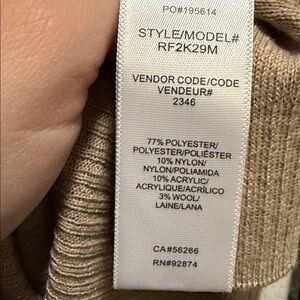 PO#195614
STYLE/MODEL#
RF2K29M
VENDOR CODE/CODE
VENDEUR#
2346
77% POLYESTER/
POLYESTER/POLIÉSTER
10% NYLON/
NYLON/POLIAMIDA
10% ACRYLIC/
ACRYLIQUE/ACRÍLICO
3% WOOL/
LAINE/LANA
CA#56266
RN#92874